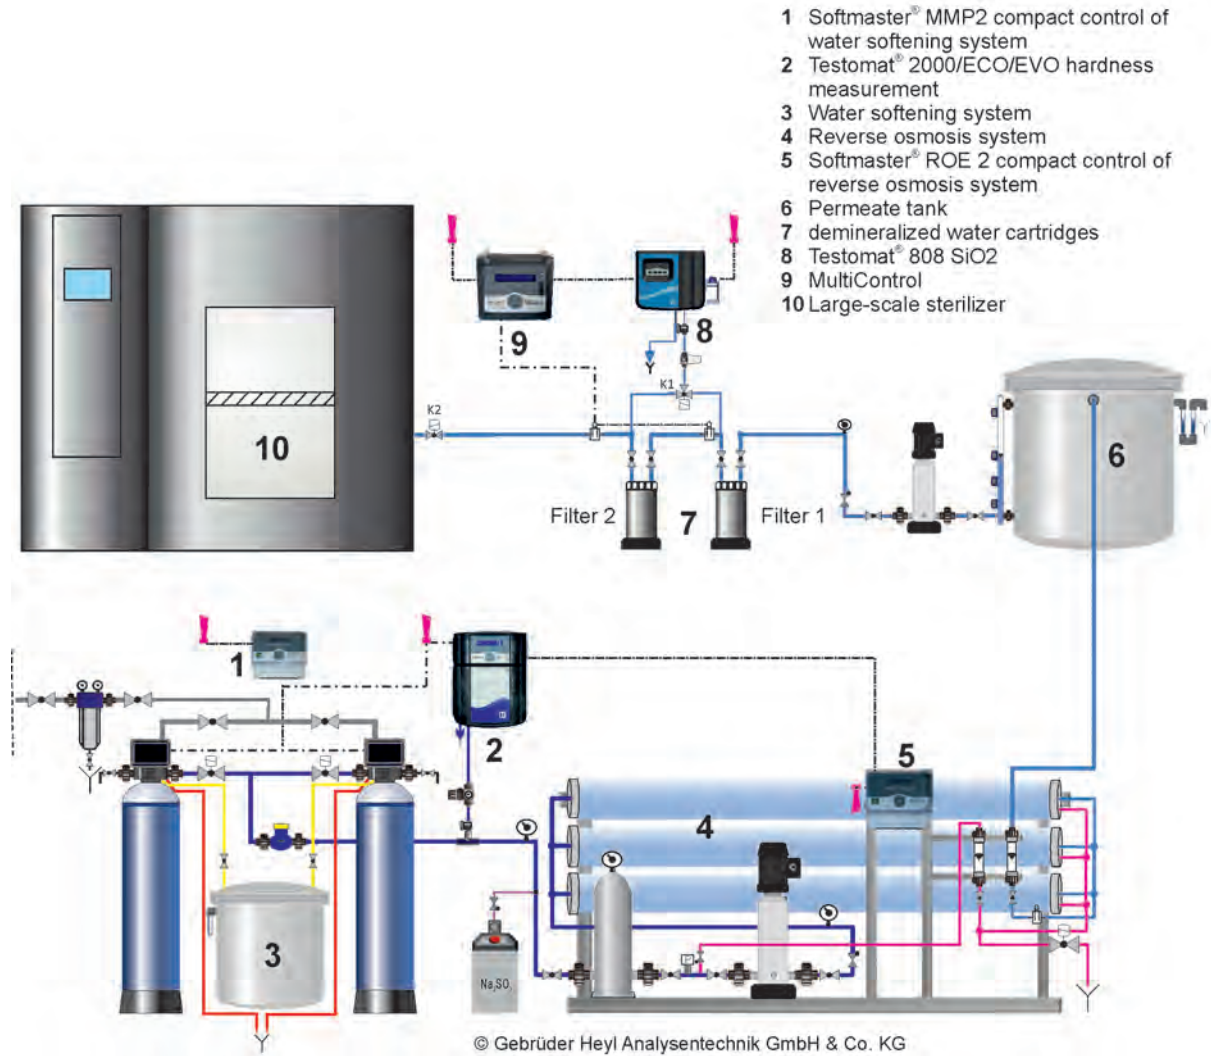 1 Softmaster® MMP2 compact control of
water softening system
2 Testomat® 2000/ECO/EVO hardness
measurement
3 Water softening system
4 Reverse osmosis system
5 Softmaster® ROE 2 compact control of
reverse osmosis system
6 Permeate tank
7 demineralized water cartridges
8 Testomat® 808 SiO2
9 MultiControl
10 Large-scale sterilizer
9
8
K1
K2
10
6
Filter 2
7
Filter 1
1
2
5
4
3
Na₂SO
© Gebrüder Heyl Analysentechnik GmbH & Co. KG